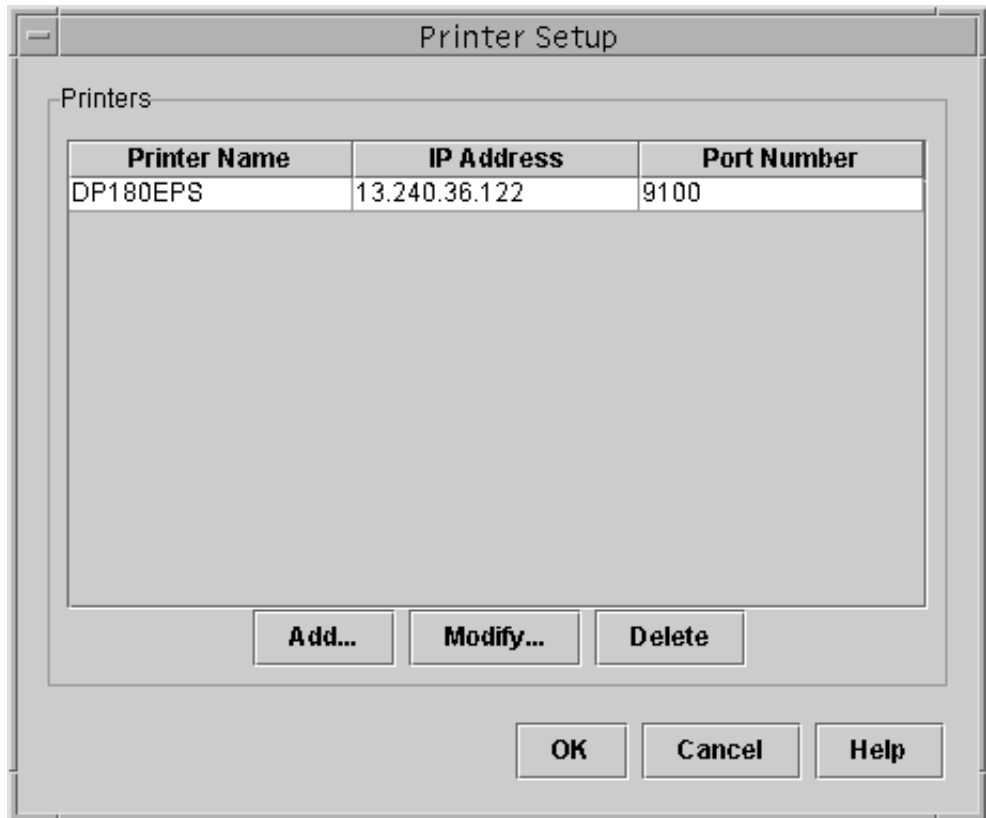 Printer Setup
Printers
Printer Name IP Address Port Number
DP180EPS 13.240.36.122 9100
Add... Modify... Delete
OK Cancel Help